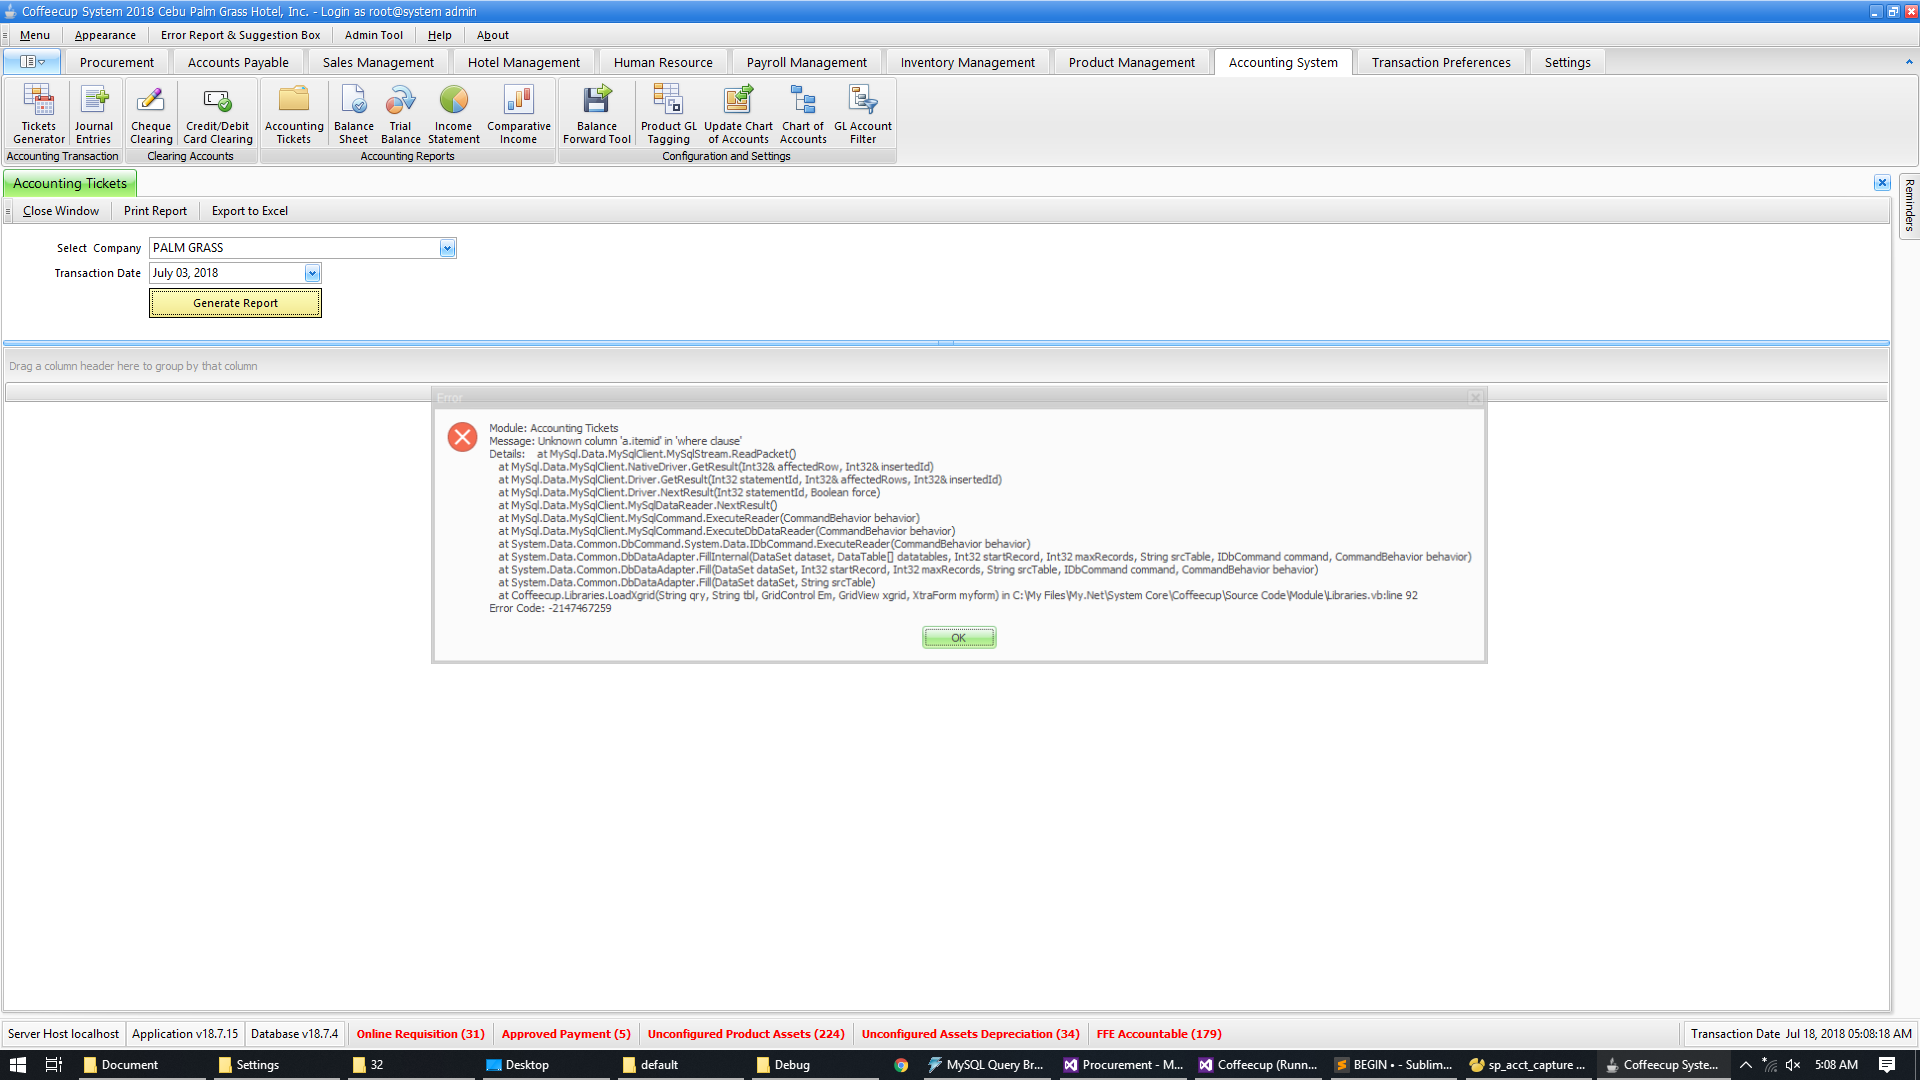 Coffeecup System 2018 Cebu Palm Grass Hotel, Inc. - Login as root@system admin
Menu Appearance Error Report & Suggestion Box Admin Tool Help About
Procurement Accounts Payable Sales Management Hotel Management Human Resource Payroll Management Inventory Management Product Management Accounting System Transaction Preferences Settings
Tickets Generator Journal Entries Cheque Clearing Credit/Debit Card Clearing Accounting Tickets Balance Sheet Trial Balance Income Statement Comparative Income Balance Forward Tool Product GL Tagging Update Chart of Accounts Chart of Accounts GL Account Filter
Accounting Transaction Clearing Accounts Accounting Reports Configuration and Settings
Accounting Tickets
Reminders
Close Window Print Report Export to Excel
Select Company PALM GRASS
Transaction Date July 03, 2018
Generate Report
Drag a column header here to group by that column
Error
Module: Accounting Tickets
Message: Unknown column 'a.itemid' in 'where clause'
Details: at MySql.Data.MySqlClient.MySqlStream.ReadPacket()
at MySql.Data.MySqlClient.NativeDriver.GetResult(Int32& affectedRow, Int32& insertedId)
at MySql.Data.MySqlClient.Driver.GetResult(Int32 statementId, Int32& affectedRows, Int32& insertedId)
at MySql.Data.MySqlClient.Driver.NextResult(Int32 statementId, Boolean force)
at MySql.Data.MySqlClient.MySqlDataReader.NextResult()
at MySql.Data.MySqlClient.MySqlCommand.ExecuteReader(CommandBehavior behavior)
at MySql.Data.MySqlClient.MySqlCommand.ExecuteDbDataReader(CommandBehavior behavior)
at System.Data.Common.DbCommand.System.Data.IDbCommand.ExecuteReader(CommandBehavior behavior)
at System.Data.Common.DbDataAdapter.FillInternal(DataSet dataset, DataTable[] datatables, Int32 startRecord, Int32 maxRecords, String srcTable, IDbCommand command, CommandBehavior behavior)
at System.Data.Common.DbDataAdapter.Fill(DataSet dataSet, Int32 startRecord, Int32 maxRecords, String srcTable, IDbCommand command, CommandBehavior behavior)
at System.Data.Common.DbDataAdapter.Fill(DataSet dataSet, String srcTable)
at Coffeecup.Libraries.LoadXgrid(String qry, String tbl, GridControl Em, GridView xgrid, XtraForm myform) in C:\My Files\My.Net\System Core\Coffeecup\Source Code\Module\Libraries.vb:line 92
Error Code: -2147467259
OK
Server Host localhost Application v18.7.15 Database v18.7.4 Online Requisition (31) Approved Payment (5) Unconfigured Product Assets (224) Unconfigured Assets Depreciation (34) FFE Accountable (179) Transaction Date Jul 18, 2018 05:08:18 AM
Document Settings 32 Desktop default Debug MySQL Query Br... Procurement - M... Coffeecup (Runn... BEGIN • - Sublim... sp_acct_capture ... Coffeecup Syste... 5:08 AM